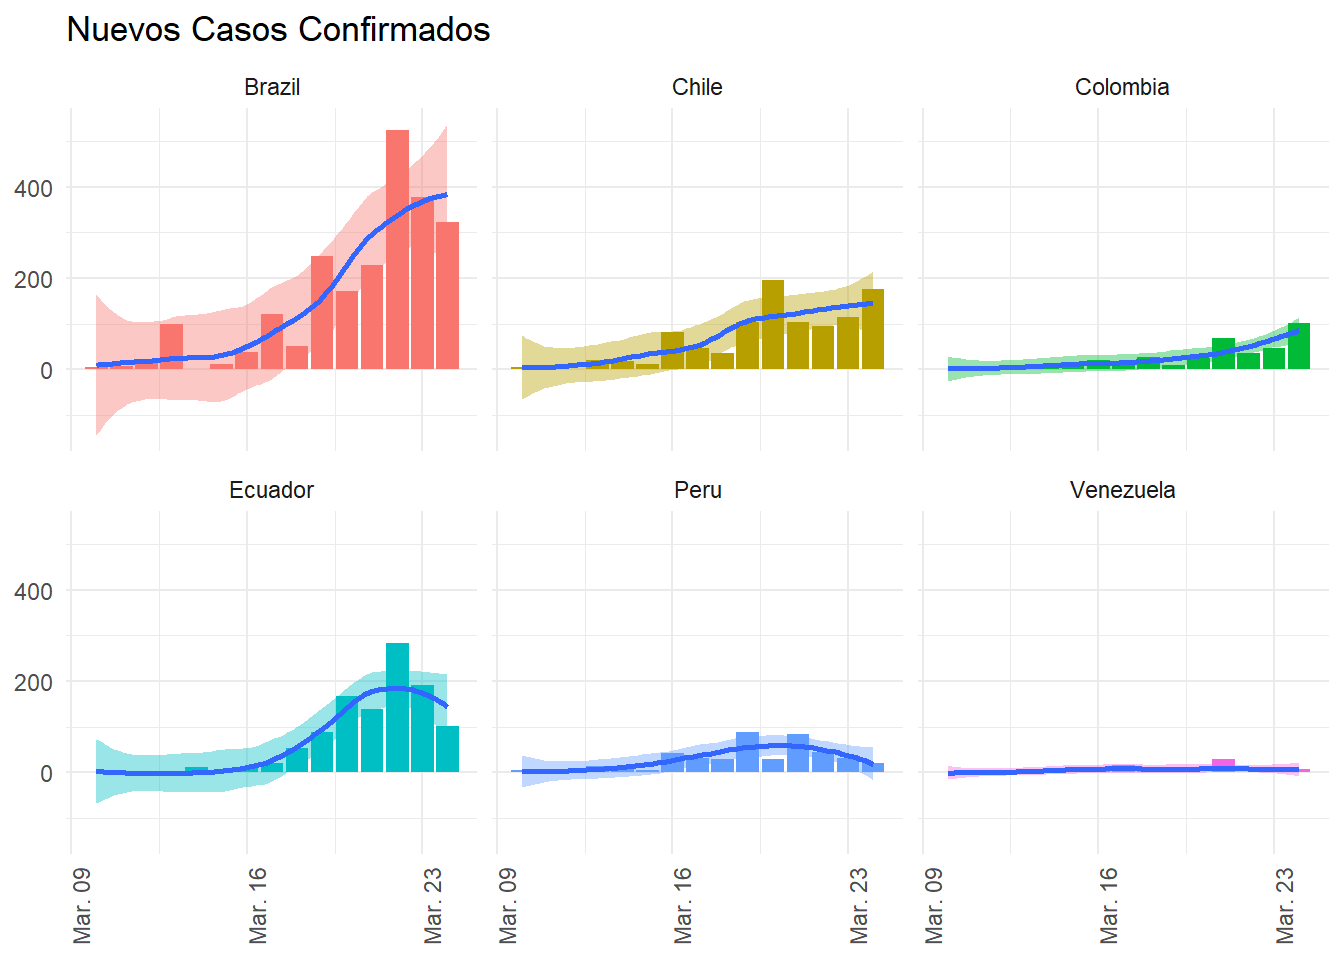 Nuevos Casos Confirmados
Brazil
Chile
Colombia
400
200
0
Ecuador
Peru
Venezuela
400
200
0
Mar. 09
Mar. 16
Mar. 23
Mar. 09
Mar. 16
Mar. 23
Mar. 09
Mar. 16
Mar. 23